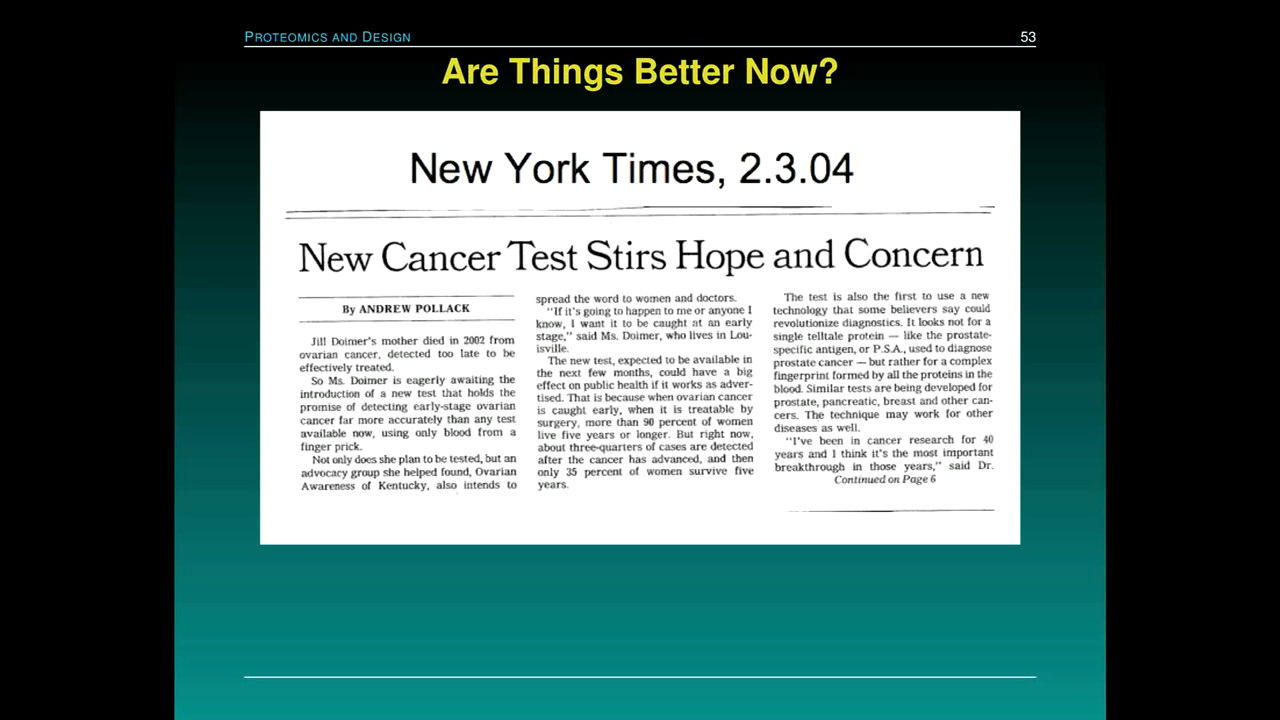 PROTEOMICS AND DESIGN 53
Are Things Better Now?
New York Times, 2.3.04
New Cancer Test Stirs Hope and Concern
By ANDREW POLLACK
Jill Doimer's mother died in 2002 from
ovarian cancer, detected too late to be
effectively treated.
So Ms. Doimer is eagerly awaiting the
introduction of a new test that holds the
promise of detecting early-stage ovarian
cancer far more accurately than any test
available now, using only blood from a
finger prick.
Not only does she plan to be tested, but an
advocacy group she helped found, Ovarian
Awareness of Kentucky, also intends to
spread the word to women and doctors.
"If it's going to happen to me or anyone I
know, I want it to be caught at an early
stage," said Ms. Doimer, who lives in Lou-
isville.
The new test, expected to be available in
the next few months, could have a big
effect on public health if it works as adver-
tised. That is because when ovarian cancer
is caught early, when it is treatable by
surgery, more than 90 percent of women
live five years or longer. But right now,
about three-quarters of cases are detected
after the cancer has advanced, and then
only 35 percent of women survive five
years.
The test is also the first to use a new
technology that some believers say could
revolutionize diagnostics. It looks not for a
single telltale protein — like the prostate-
specific antigen, or P.S.A., used to diagnose
prostate cancer — but rather for a complex
fingerprint formed by all the proteins in the
blood. Similar tests are being developed for
prostate, pancreatic, breast and other can-
cers. The technique may work for other
diseases as well.
"I've been in cancer research for 40
years and I think it's the most important
breakthrough in those years," said Dr.
Continued on Page 6